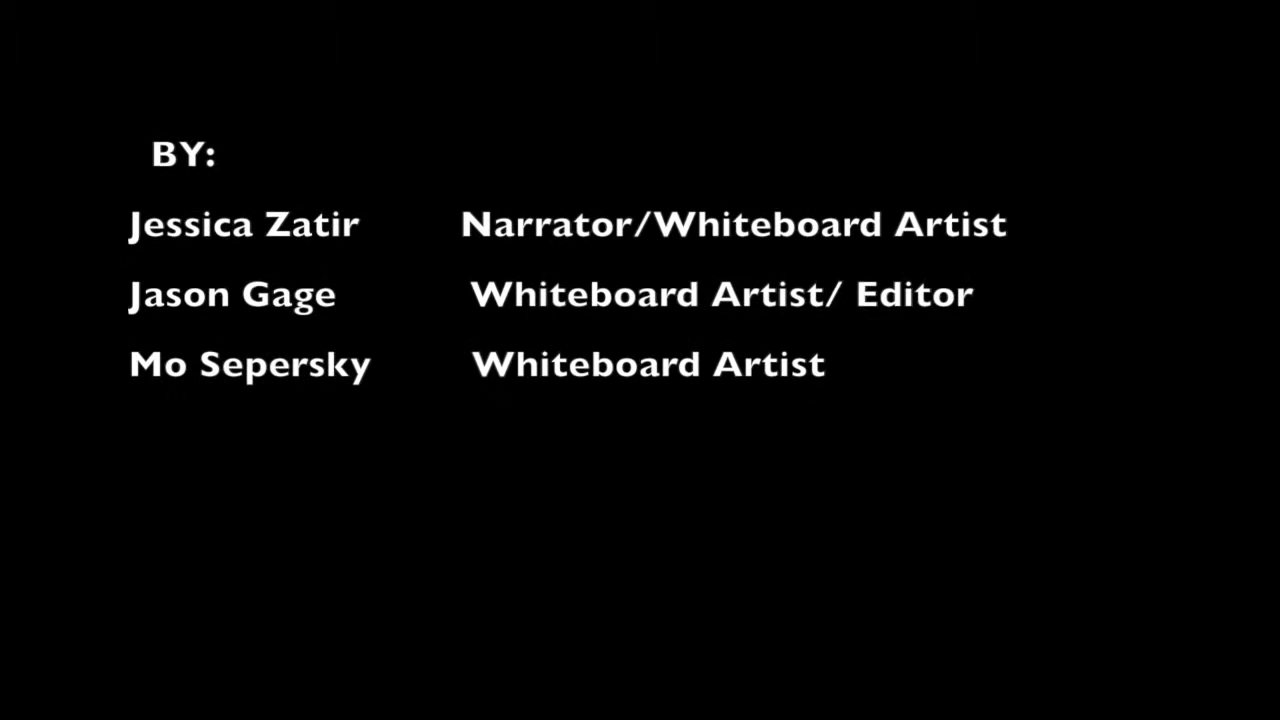 BY:
Jessica Zatir Narrator/Whiteboard Artist
Jason Gage Whiteboard Artist/ Editor
Mo Sepersky Whiteboard Artist